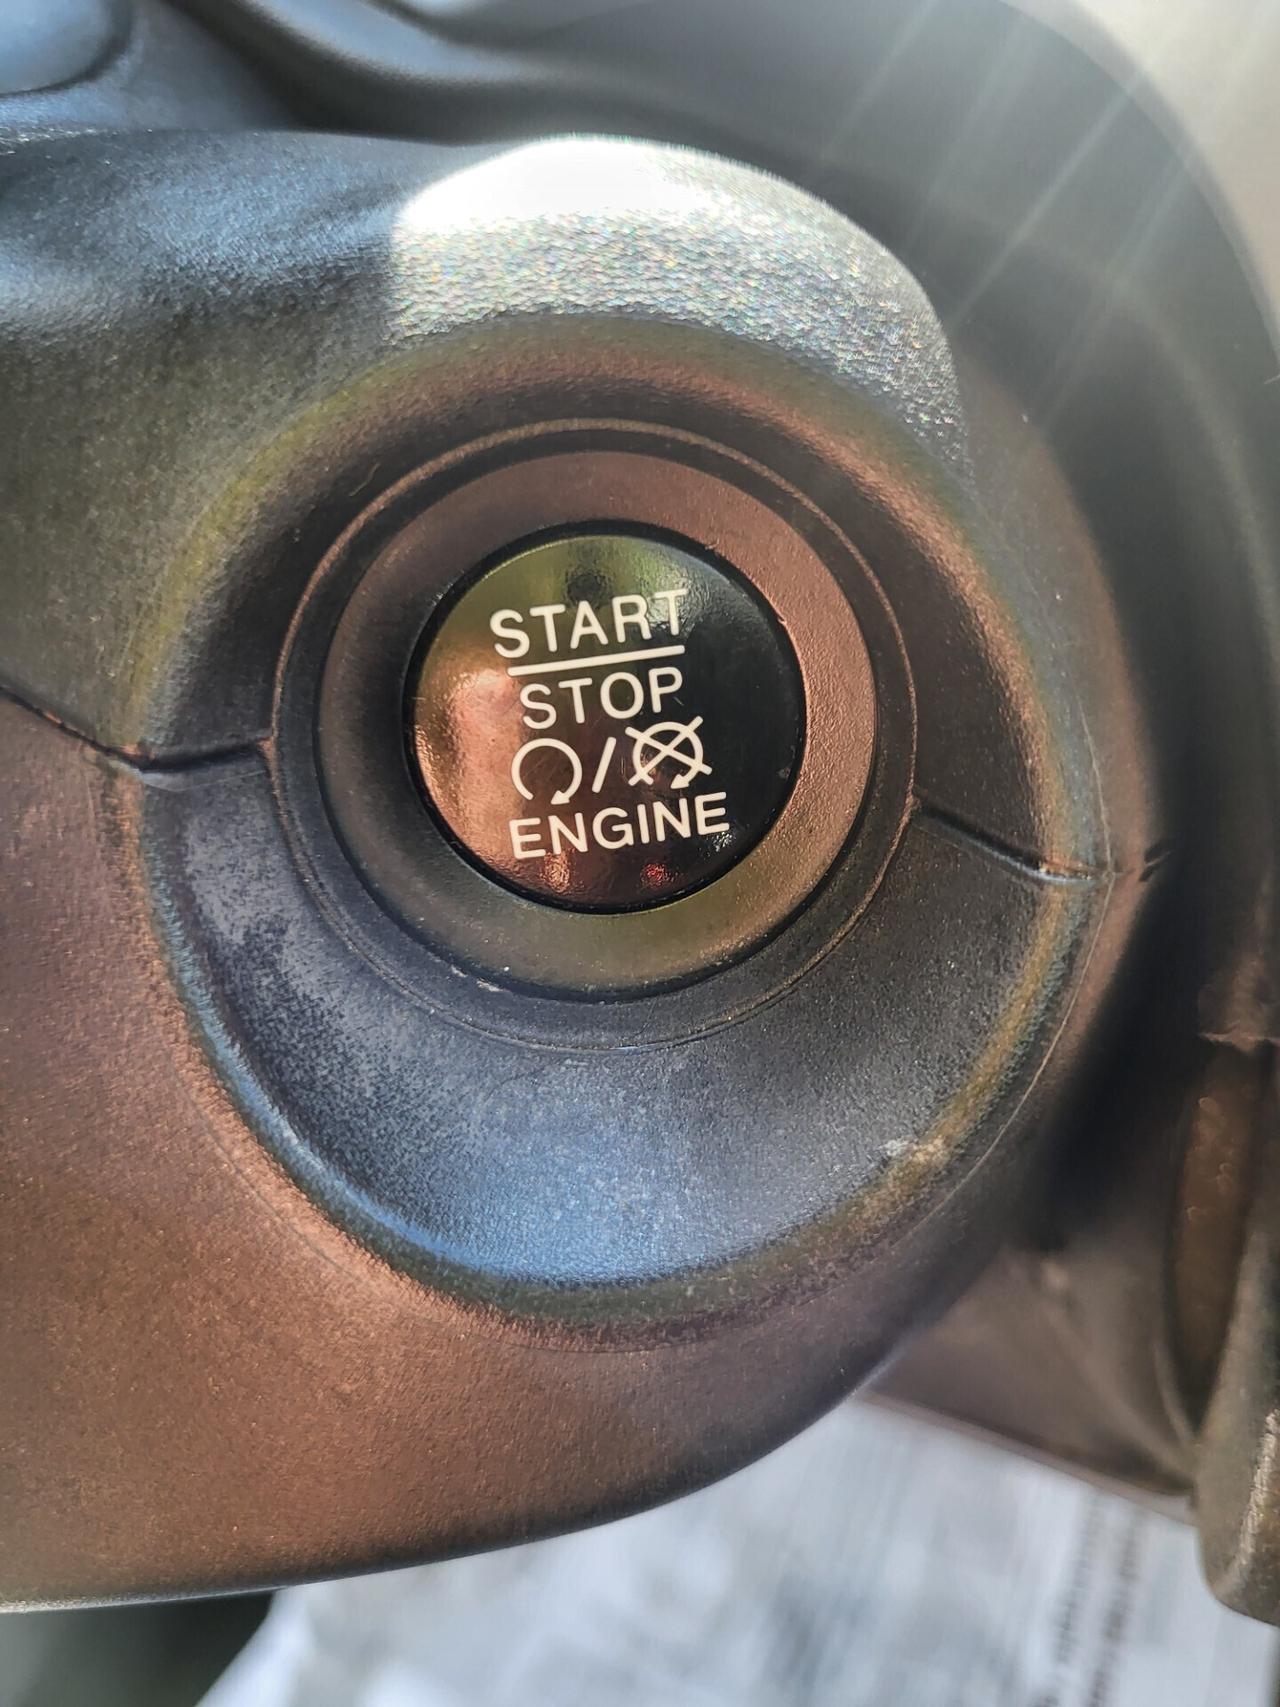 START
STOP
/
ENGINE